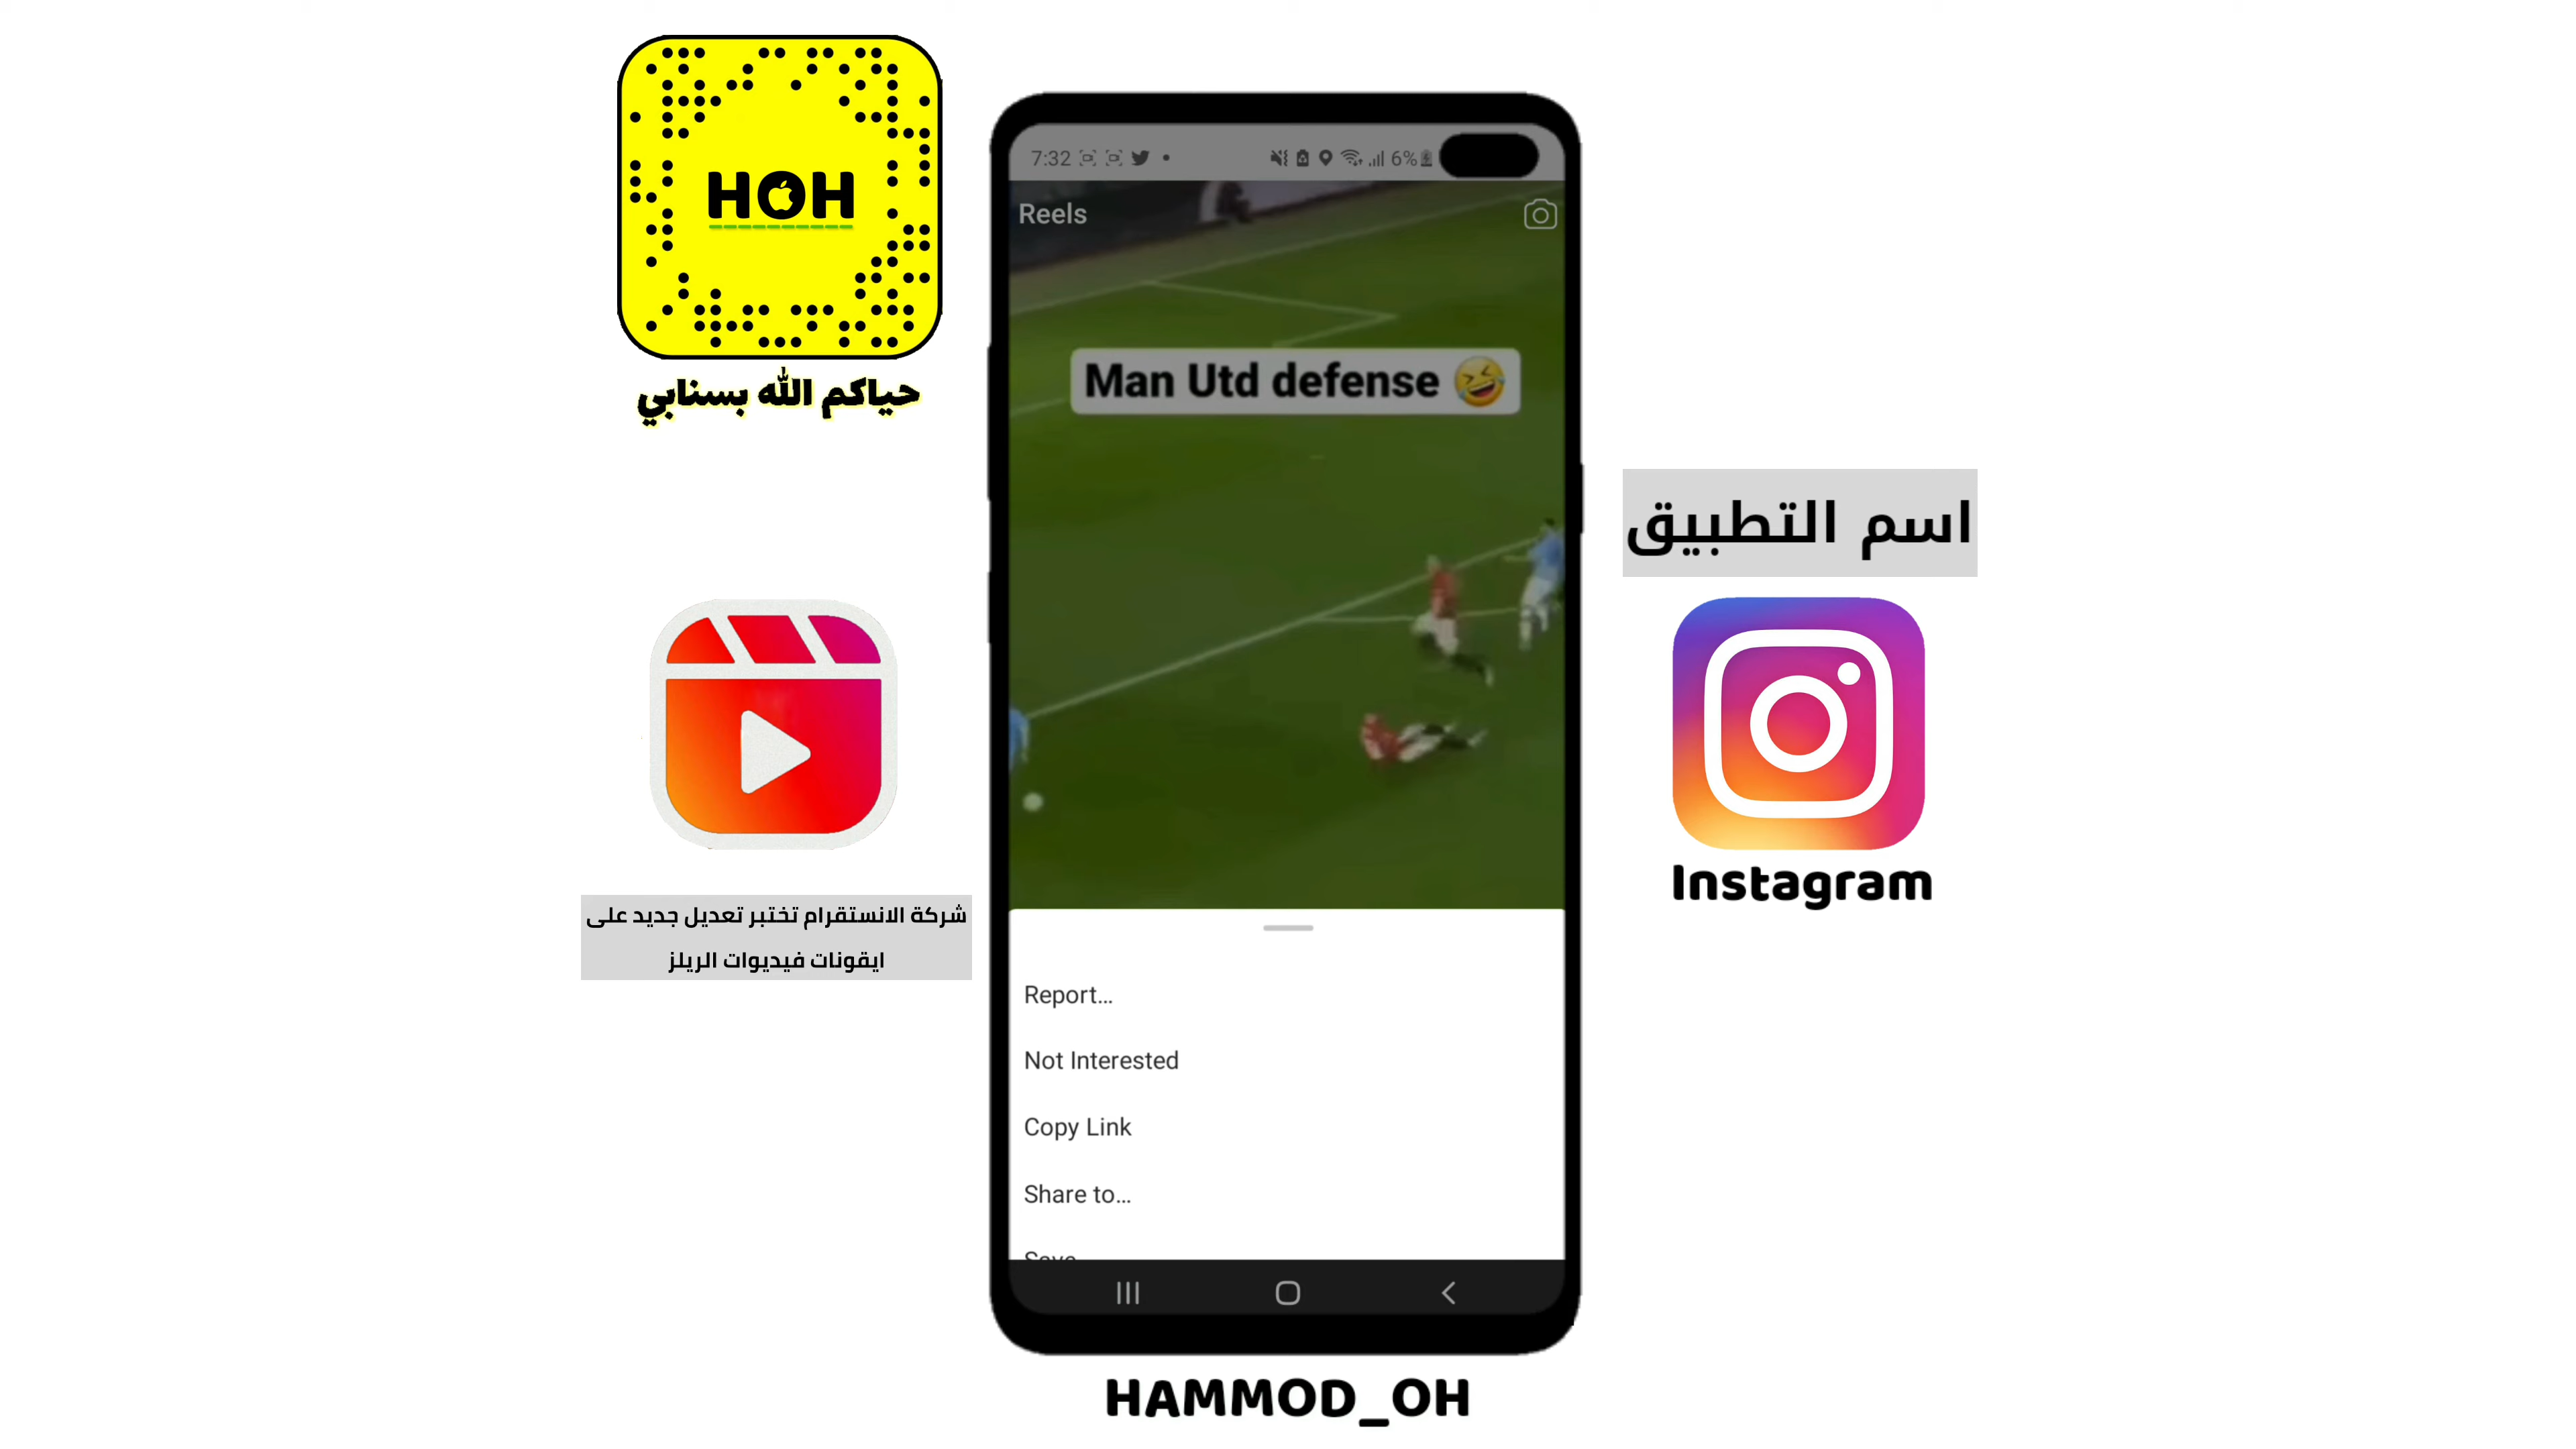 HOH
حياكم الله بسنابي
7:32
6%
Reels
Man Utd defense 🤣
اسم التطبيق
Instagram
شركة الانستقرام تختبر تعديل جديد على
ايقونات فيديوات الريلز
Report...
Not Interested
Copy Link
Share to...
Save
HAMMOD_OH